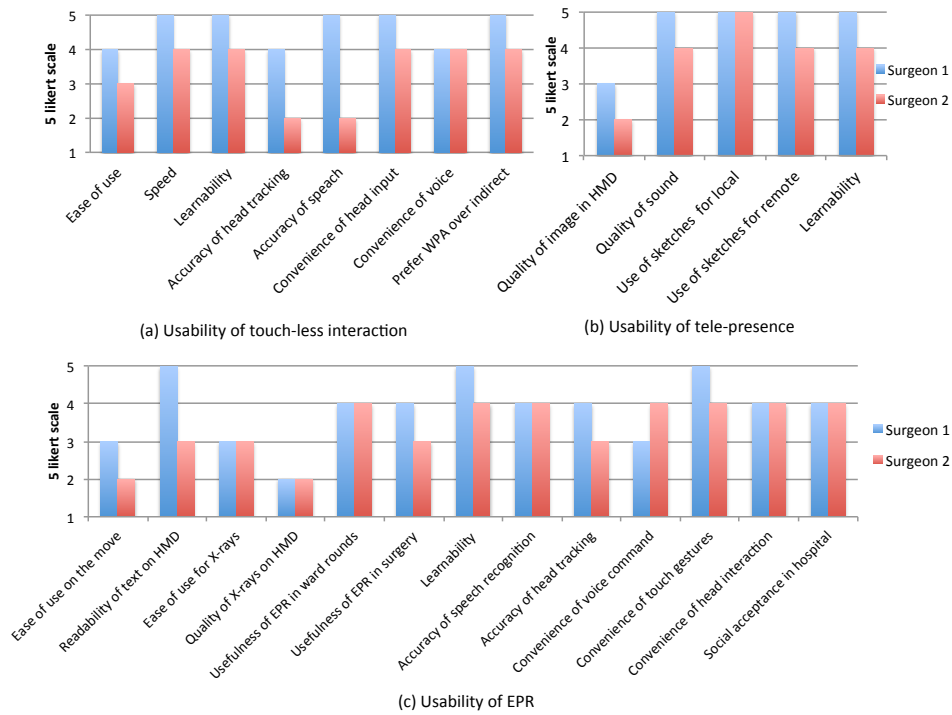 5 likert scale
5
4
3
2
1
Ease of use
Speed
Learnability
Accuracy of head tracking
Accuracy of speach
Convenience of head input
Convenience of voice
Prefer WPA over indirect
(a) Usability of touch-less interaction
5 likert scale
5
4
3
2
1
Quality of image in HMD
Quality of sound
Use of sketches for local
Use of sketches for remote
Learnability
Surgeon 1
Surgeon 2
(b) Usability of tele-presence
5 likert scale
5
4
3
2
1
Ease of use on the move
Readability of text on HMD
Ease of use for X-rays
Quality of X-rays on HMD
Usefulness of EPR in ward rounds
Usefulness of EPR in surgery
Learnability
Accuracy of speech recognition
Accuracy of head tracking
Convenience of voice command
Convenience of touch gestures
Convenience of head interaction
Social acceptance in hospital
Surgeon 1
Surgeon 2
(c) Usability of EPR